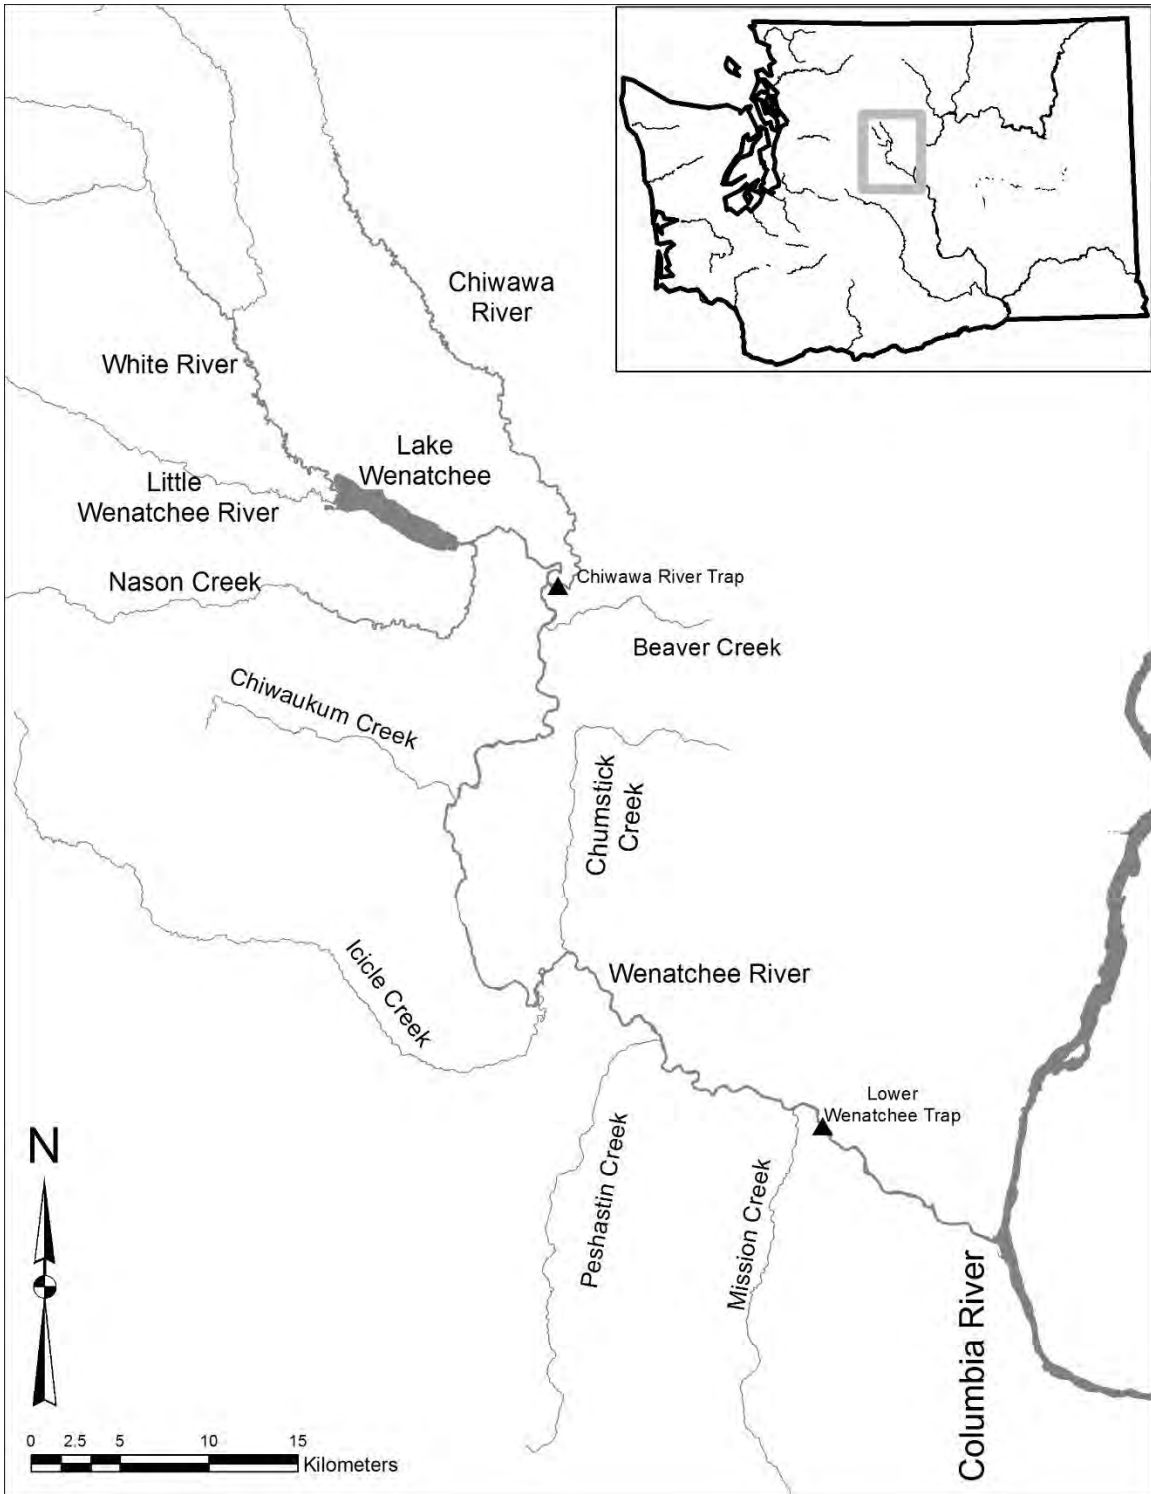 Chiwawa
River
White River
Lake
Wenatchee
Little
Wenatchee River
Nason Creek
Chiwawa River Trap
Beaver Creek
Chiwaukum Creek
Chumstick
Creek
Icicle Creek
Wenatchee River
Lower
Wenatchee Trap
Peshastin Creek
Mission Creek
Columbia River
N
0 2.5 5 10 15
Kilometers